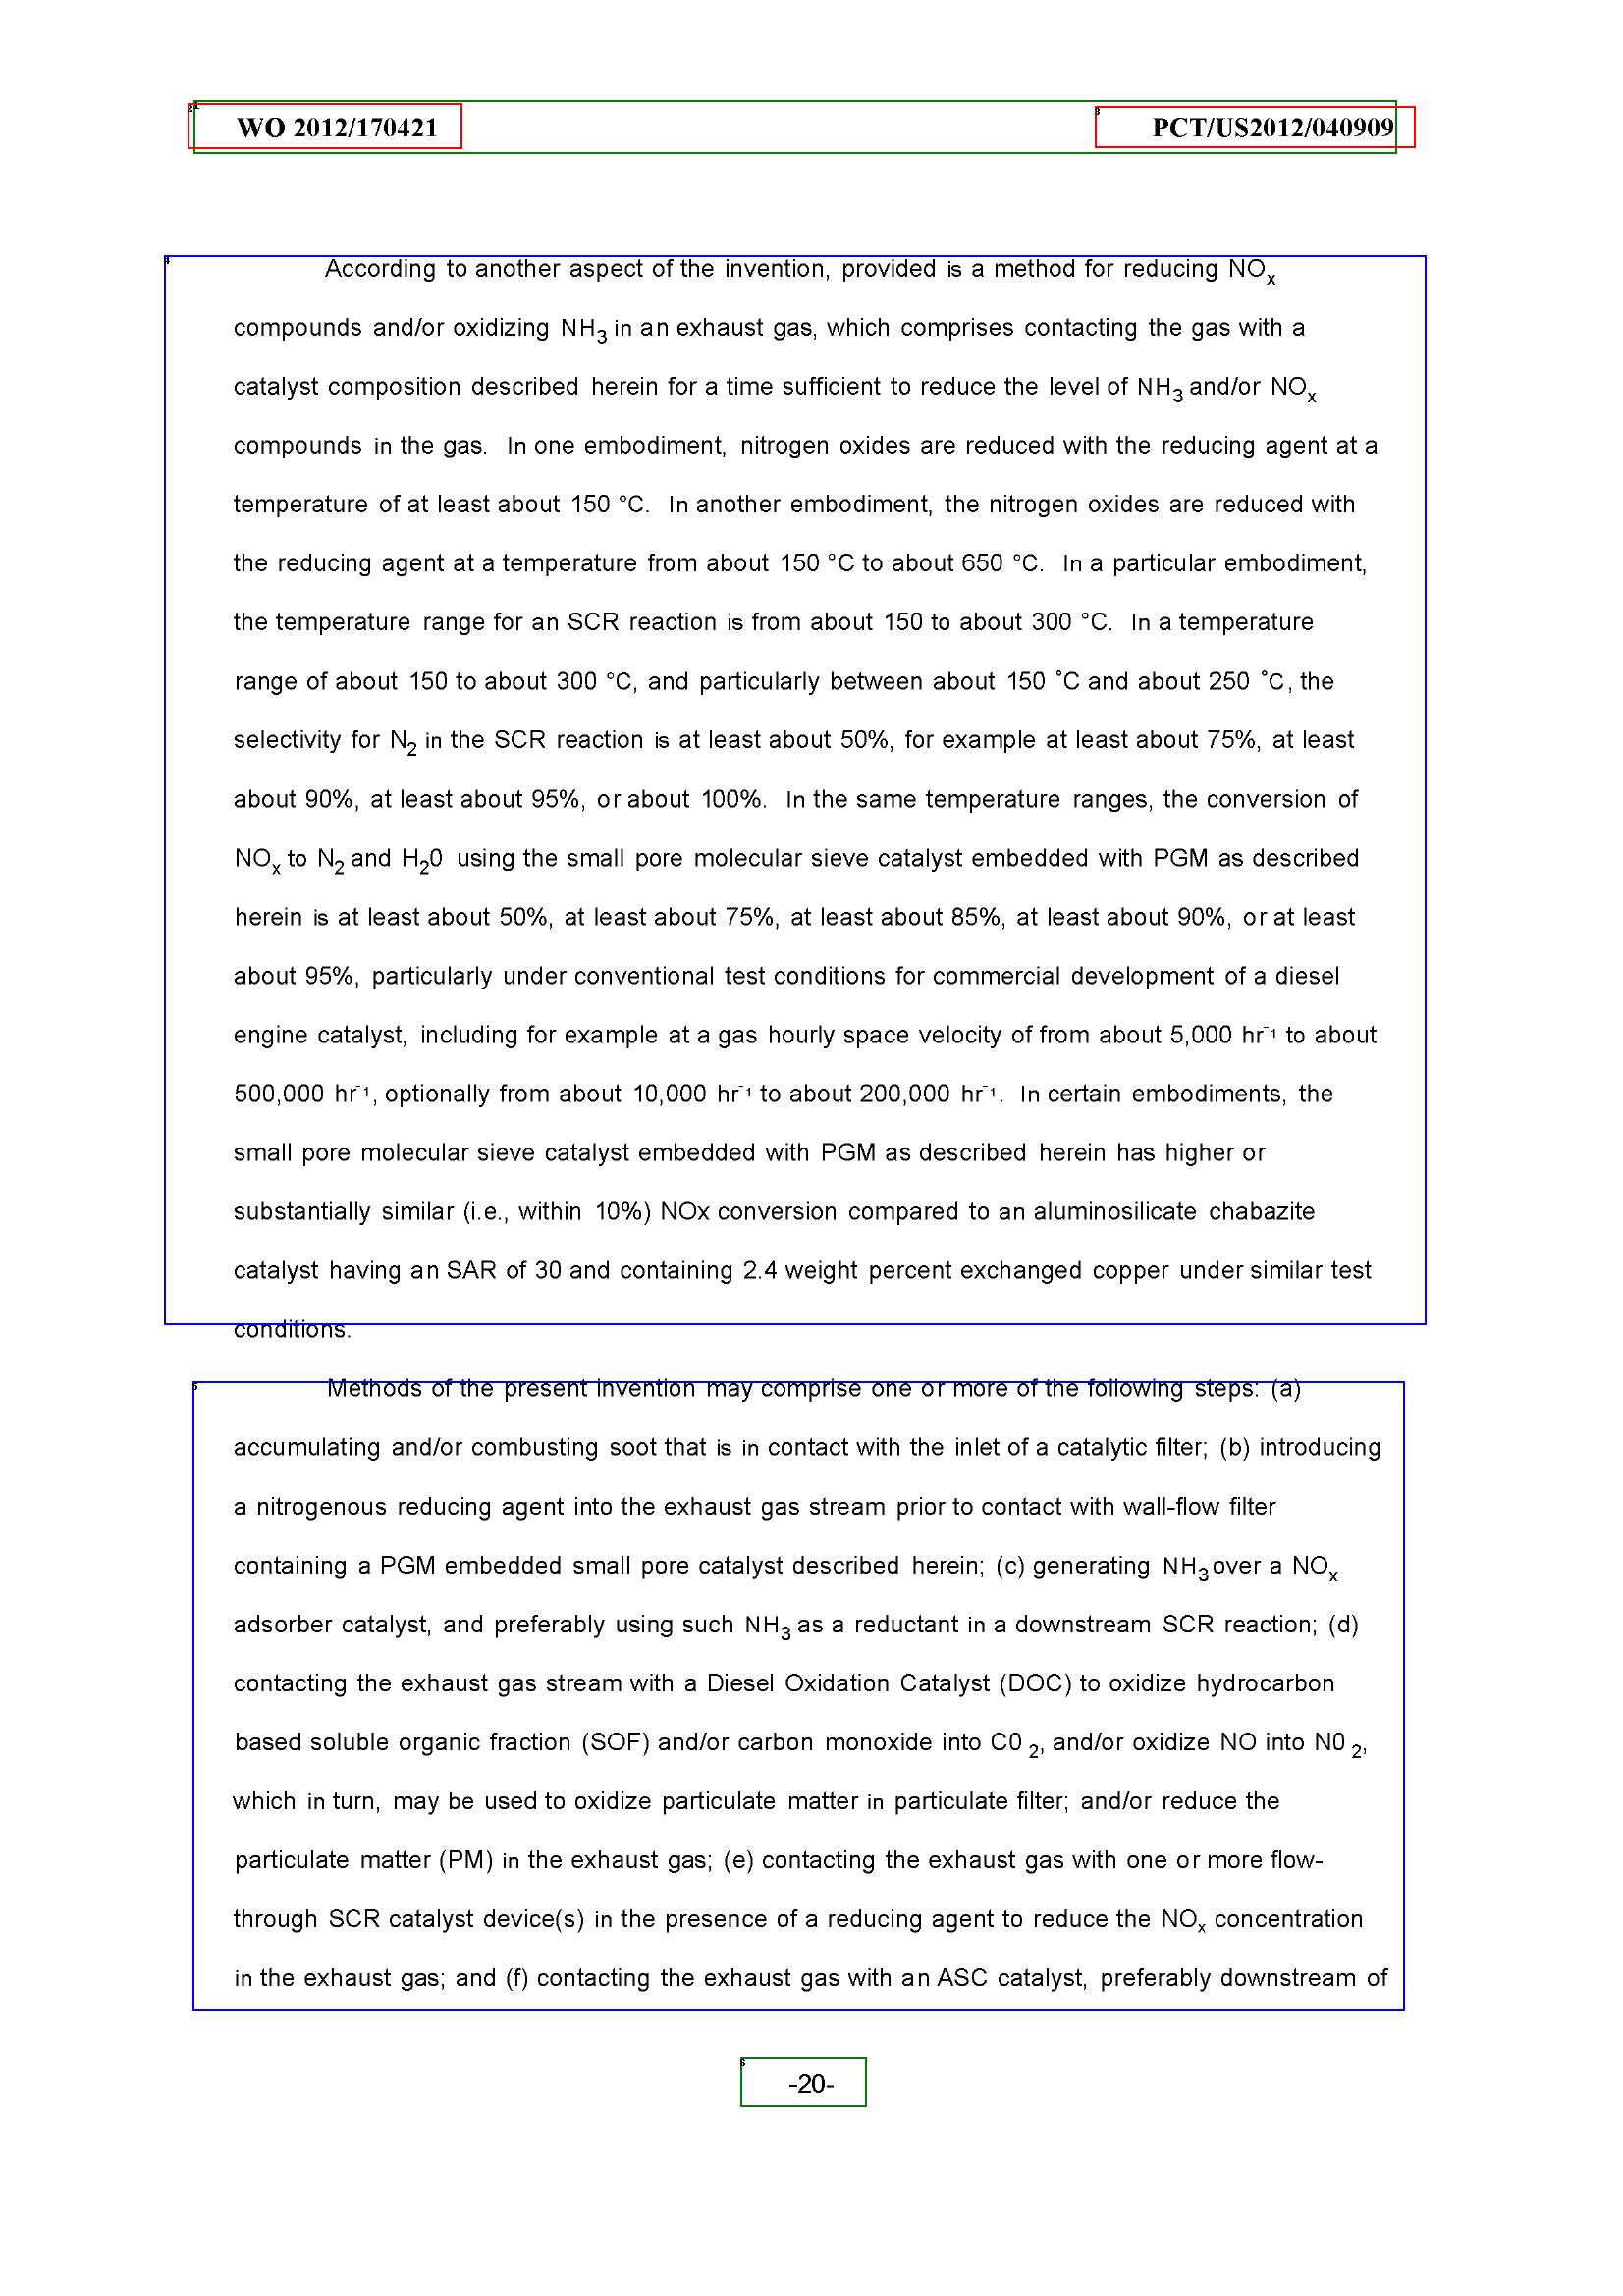 WO 2012/170421 PCT/US2012/040909
According to another aspect of the invention, provided is a method for reducing NOx
compounds and/or oxidizing NH3 in an exhaust gas, which comprises contacting the gas with a
catalyst composition described herein for a time sufficient to reduce the level of NH3 and/or NOx
compounds in the gas. In one embodiment, nitrogen oxides are reduced with the reducing agent at a
temperature of at least about 150 °C. In another embodiment, the nitrogen oxides are reduced with
the reducing agent at a temperature from about 150 °C to about 650 °C. In a particular embodiment,
the temperature range for an SCR reaction is from about 150 to about 300 °C. In a temperature
range of about 150 to about 300 °C, and particularly between about 150 ˚C and about 250 ˚C, the
selectivity for N2 in the SCR reaction is at least about 50%, for example at least about 75%, at least
about 90%, at least about 95%, or about 100%. In the same temperature ranges, the conversion of
NOx to N2 and H20 using the small pore molecular sieve catalyst embedded with PGM as described
herein is at least about 50%, at least about 75%, at least about 85%, at least about 90%, or at least
about 95%, particularly under conventional test conditions for commercial development of a diesel
engine catalyst, including for example at a gas hourly space velocity of from about 5,000 hr⁻¹ to about
500,000 hr⁻¹, optionally from about 10,000 hr⁻¹ to about 200,000 hr⁻¹. In certain embodiments, the
small pore molecular sieve catalyst embedded with PGM as described herein has higher or
substantially similar (i.e., within 10%) NOx conversion compared to an aluminosilicate chabazite
catalyst having an SAR of 30 and containing 2.4 weight percent exchanged copper under similar test
conditions.
Methods of the present invention may comprise one or more of the following steps: (a)
accumulating and/or combusting soot that is in contact with the inlet of a catalytic filter; (b) introducing
a nitrogenous reducing agent into the exhaust gas stream prior to contact with wall-flow filter
containing a PGM embedded small pore catalyst described herein; (c) generating NH3 over a NOx
adsorber catalyst, and preferably using such NH3 as a reductant in a downstream SCR reaction; (d)
contacting the exhaust gas stream with a Diesel Oxidation Catalyst (DOC) to oxidize hydrocarbon
based soluble organic fraction (SOF) and/or carbon monoxide into C0 2, and/or oxidize NO into N0 2,
which in turn, may be used to oxidize particulate matter in particulate filter; and/or reduce the
particulate matter (PM) in the exhaust gas; (e) contacting the exhaust gas with one or more flow-
through SCR catalyst device(s) in the presence of a reducing agent to reduce the NOx concentration
in the exhaust gas; and (f) contacting the exhaust gas with an ASC catalyst, preferably downstream of
-20-